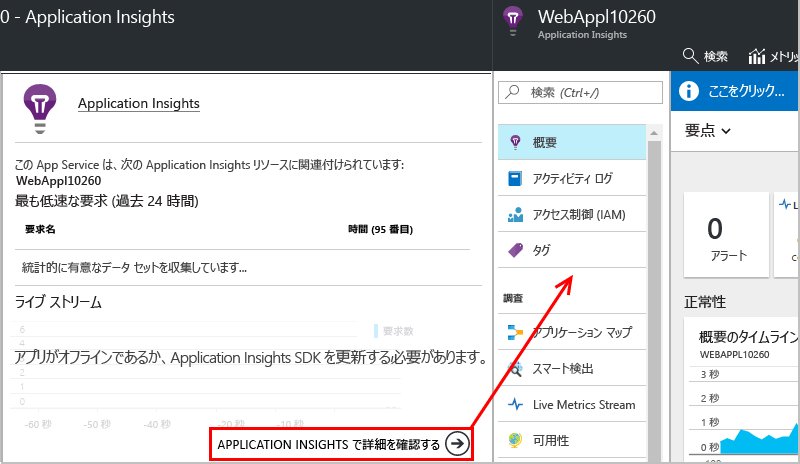 0 - Application Insights
Application Insights
この App Service は、次の Application Insights リソースに関連付けられています:
WebAppl10260
最も低速な要求 (過去 24 時間)
要求名 時間 (95 番目)
統計的に有意なデータ セットを収集しています...
ライブ ストリーム
6
要求数
4
アプリがオフラインであるか、Application Insights SDK を更新する必要があります。
2
1
0
-60 秒 -50 秒 -40 秒 -20 秒 -10 秒
APPLICATION INSIGHTS で詳細を確認する
WebAppl10260
Application Insights
検索 メトリッ
検索 (Ctrl+/)
概要
アクティビティ ログ
アクセス制御 (IAM)
タグ
調査
アプリケーション マップ
スマート検出
Live Metrics Stream
可用性
ここをクリック...
要点
0
アラート
L
正常性
概要のタイムライン
WEBAPPL10260
3 秒
2 秒
1 秒
0 秒